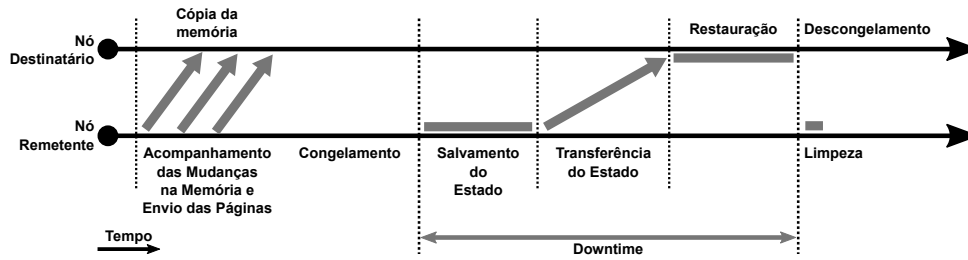 Cópia da
memória
Restauração
Descongelamento
Nó
Destinatário
Nó
Remetente
Acompanhamento
das Mudanças
na Memória e
Envio das Páginas
Congelamento
Salvamento
do
Estado
Transferência
do Estado
Limpeza
Tempo
Downtime